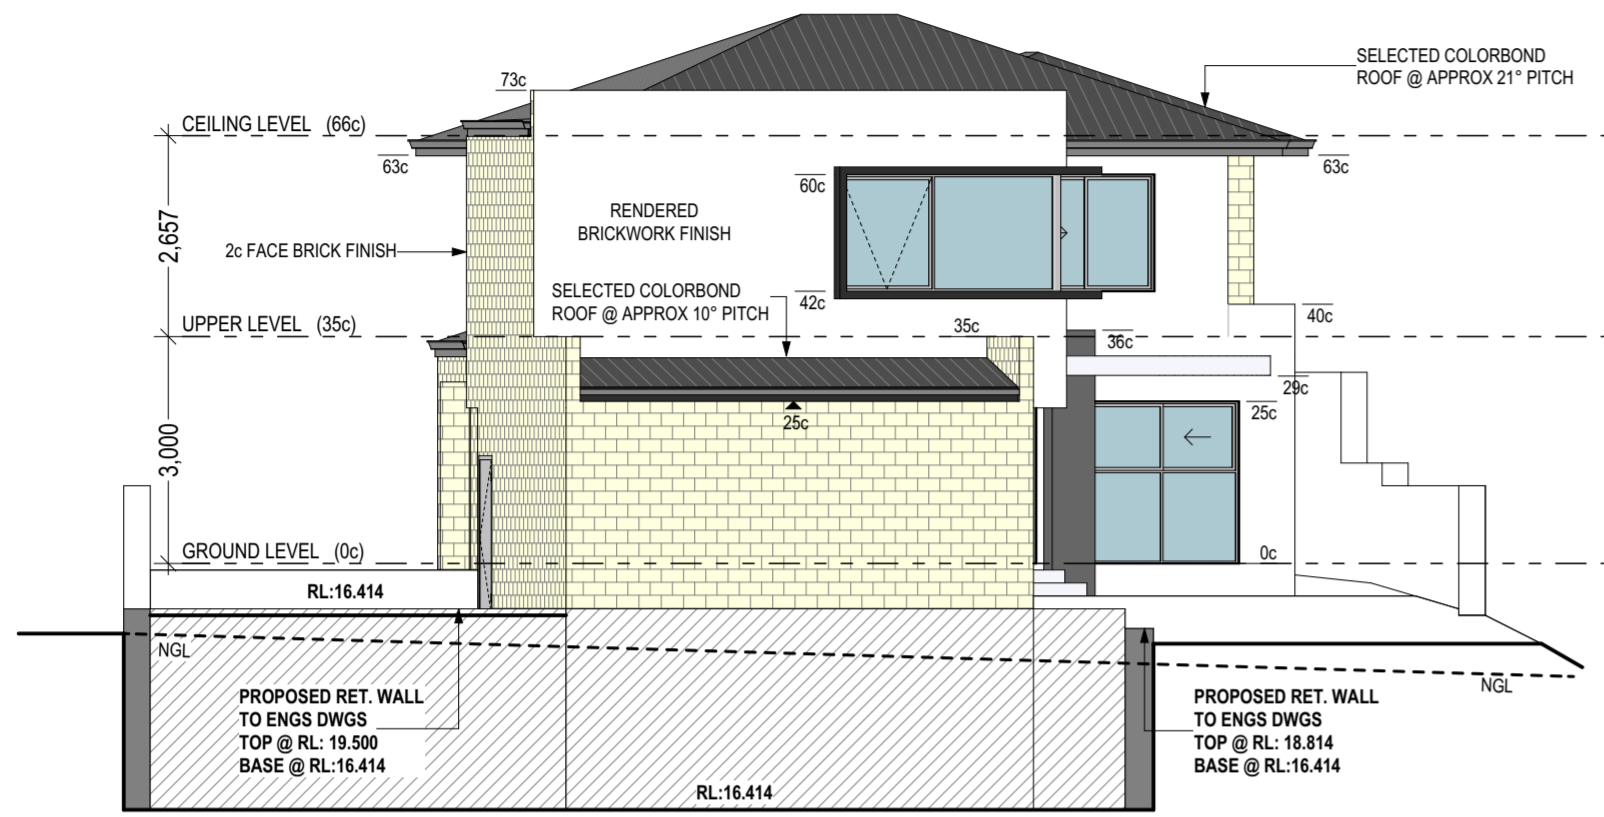 SELECTED COLORBOND
ROOF @ APPROX 21° PITCH
73c
CEILING LEVEL (66c)
63c
63c
60c
RENDERED
BRICKWORK FINISH
2,657
2c FACE BRICK FINISH
SELECTED COLORBOND
ROOF @ APPROX 10° PITCH
42c
40c
UPPER LEVEL (35c)
35c
36c
29c
25c
25c
3,000
GROUND LEVEL (0c)
0c
RL:16.414
NGL
NGL
PROPOSED RET. WALL
TO ENGS DWGS
TOP @ RL: 19.500
BASE @ RL:16.414
PROPOSED RET. WALL
TO ENGS DWGS
TOP @ RL: 18.814
BASE @ RL:16.414
RL:16.414